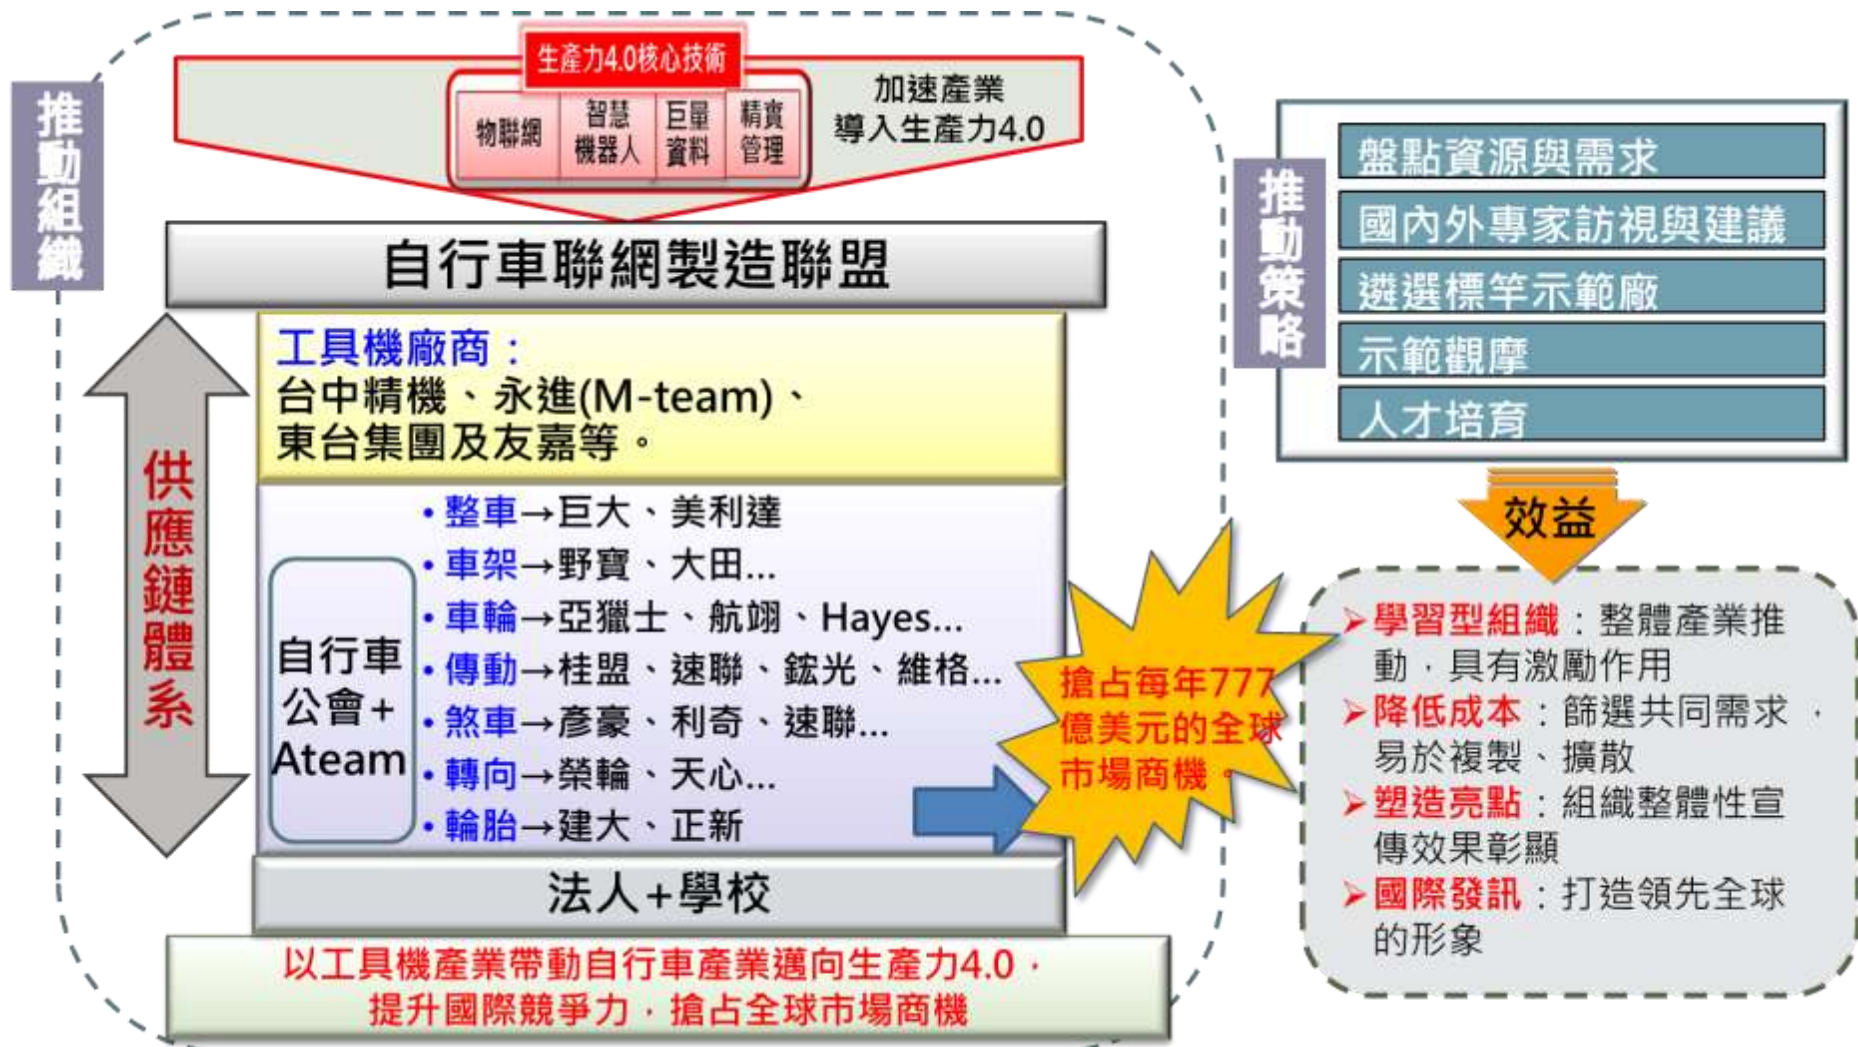 推動組織
生產力4.0核心技術
物聯網
智慧
機器人
巨量
資料
精實
管理
加速產業
導入生產力4.0
自行車聯網製造聯盟
供應鏈體系
工具機廠商：
台中精機、永進(M-team)、
東台集團及友嘉等。
自行車
公會+
Ateam
•整車→巨大、美利達
•車架→野寶、大田...
•車輪→亞獵士、航翊、Hayes...
•傳動→桂盟、速聯、鋐光、維格...
•煞車→彥豪、利奇、速聯...
•轉向→榮輪、天心...
•輪胎→建大、正新
搶占每年777
億美元的全球
市場商機。
法人+學校
以工具機產業帶動自行車產業邁向生產力4.0，
提升國際競爭力，搶占全球市場商機
推動策略
盤點資源與需求
國內外專家訪視與建議
遴選標竿示範廠
示範觀摩
人才培育
效益
➢學習型組織：整體產業推
動，具有激勵作用
➢降低成本：篩選共同需求，
易於複製、擴散
➢塑造亮點：組織整體性宣
傳效果彰顯
➢國際發訊：打造領先全球
的形象